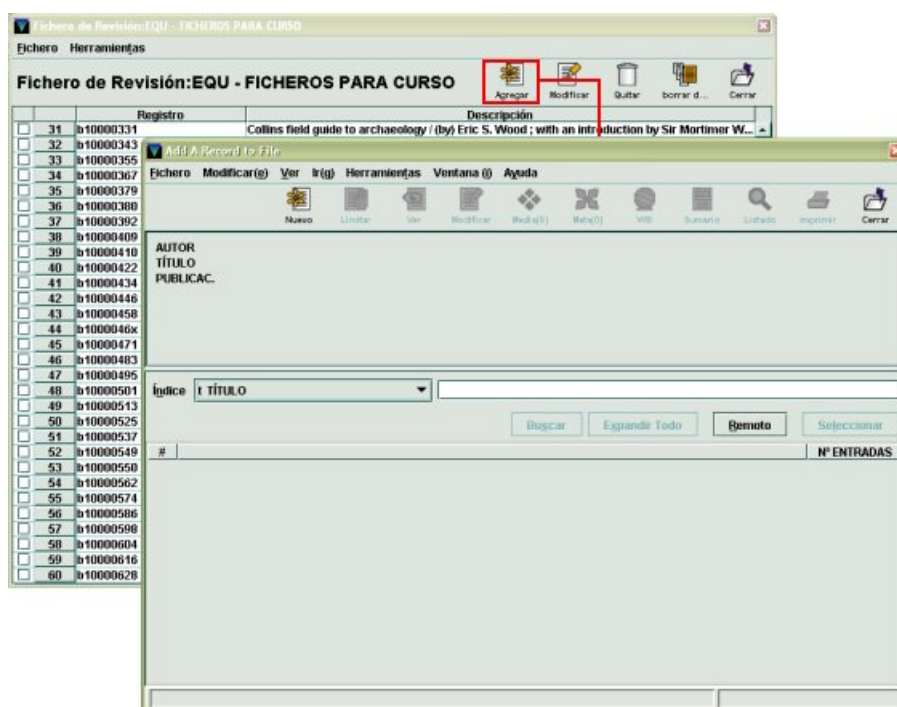 Fichero de Revisión:EQU - FICHEROS PARA CURSO
Fichero Herramientas
Fichero de Revisión:EQU - FICHEROS PARA CURSO
Agregar Modificar Quitar borrar d... Cerrar
Registro Descripción
31 b10000331 Collins field guide to archaeology / (by) Eric S. Wood ; with an introduction by Sir Mortimer W...
32 b10000343
33 b10000355
34 b10000367
35 b10000379
36 b10000380
37 b10000392
38 b10000409
39 b10000410
40 b10000422
41 b10000434
42 b10000446
43 b10000458
44 b1000046x
45 b10000471
46 b10000483
47 b10000495
48 b10000501
49 b10000513
50 b10000525
51 b10000537
52 b10000549
53 b10000550
54 b10000562
55 b10000574
56 b10000586
57 b10000598
58 b10000604
59 b10000616
60 b10000628
Add A Record to File
Fichero Modificar(e) Ver Ir(g) Herramientas Ventana (i) Ayuda
Nuevo Limitar Ver Modificar Media(0) Meta(0) WB Sumario Listado Imprimir Cerrar
AUTOR
TÍTULO
PUBLICAC.
Índice t TÍTULO
Buscar Expandir Todo Remoto Seleccionar
# Nº ENTRADAS